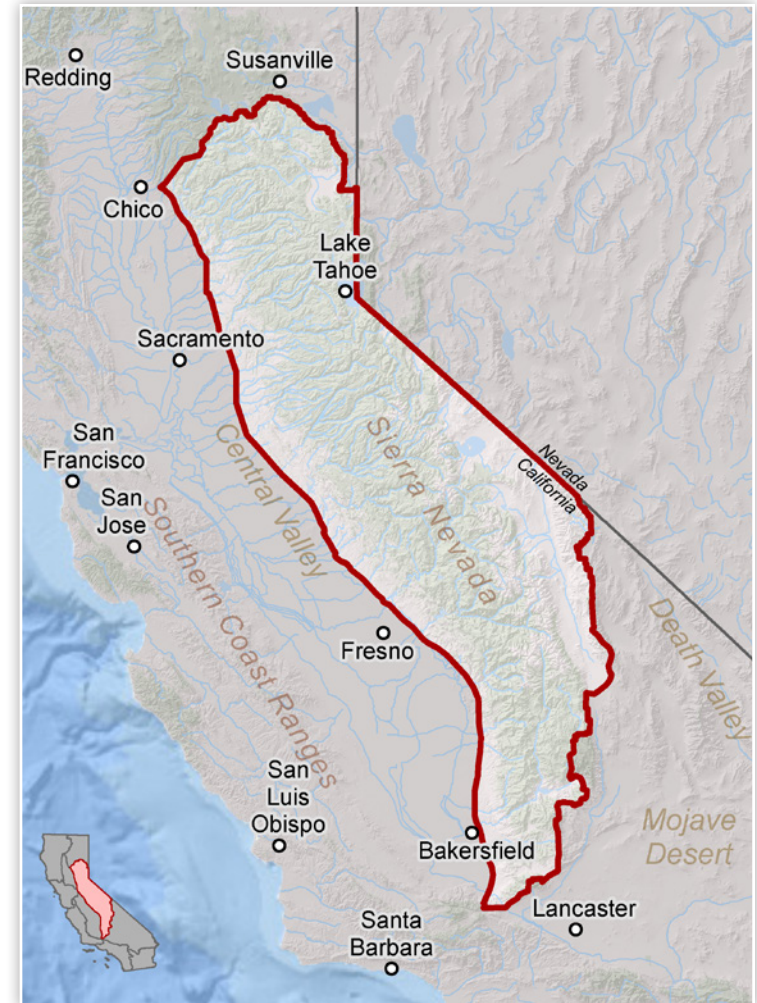 Susanville
Redding
Chico
Lake
Tahoe
Sacramento
San
Francisco
San
Jose
Central Valley
Sierra Nevada
Nevada
California
Southern Coast Ranges
Fresno
Death Valley
San
Luis
Obispo
Bakersfield
Mojave
Desert
Lancaster
Santa
Barbara